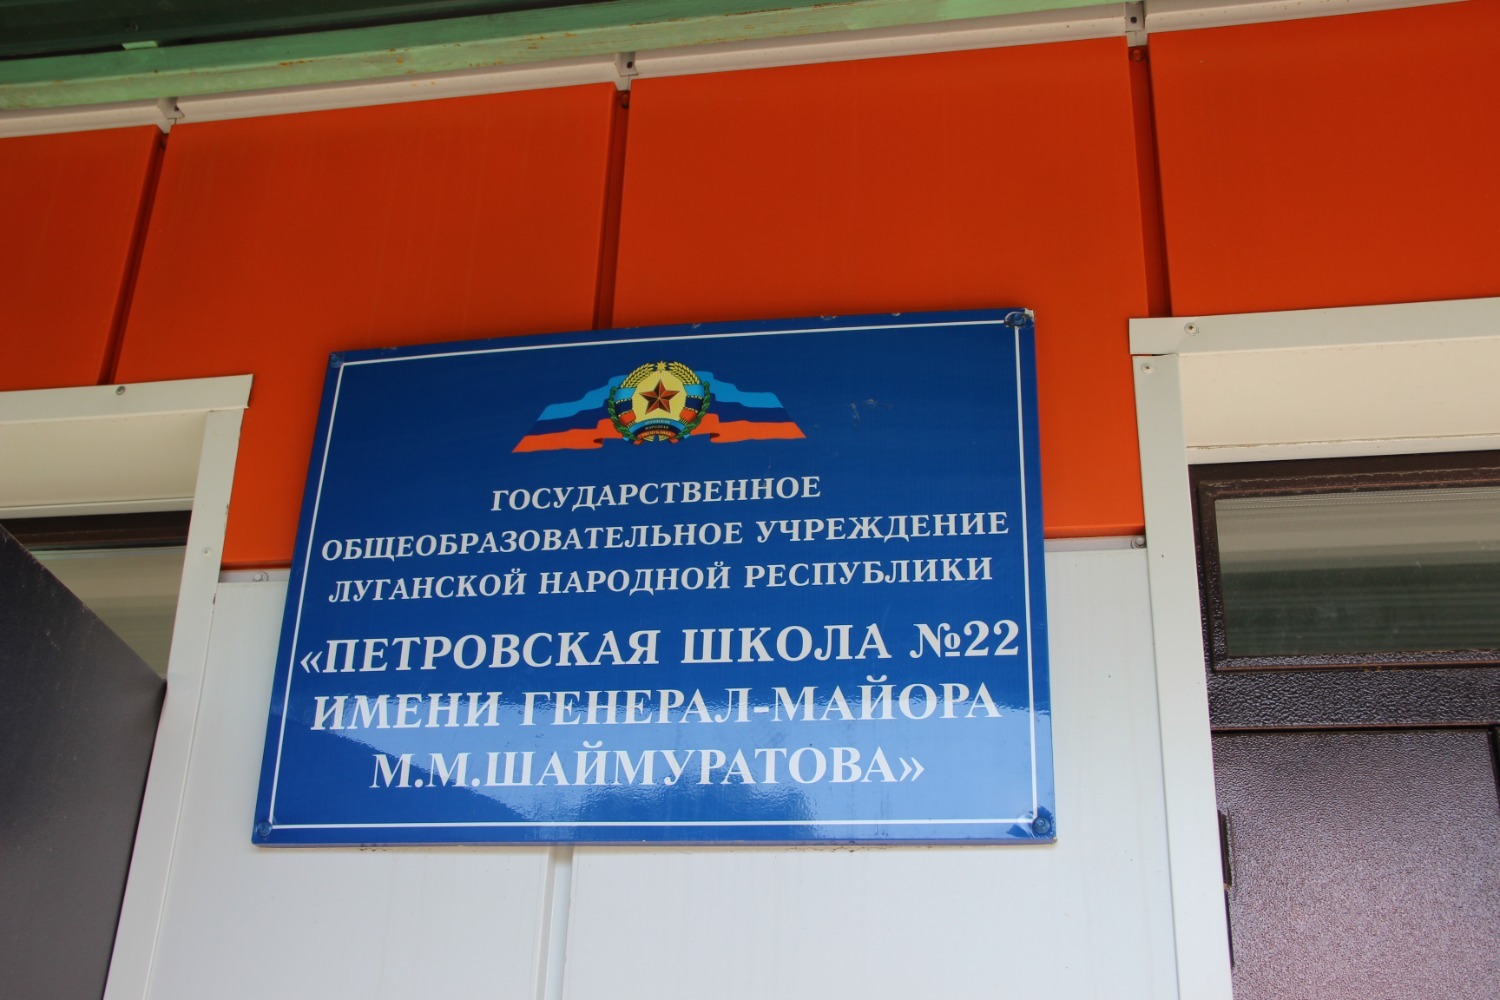 ГОСУДАРСТВЕННОЕ
ОБЩЕОБРАЗОВАТЕЛЬНОЕ УЧРЕЖДЕНИЕ
ЛУГАНСКОЙ НАРОДНОЙ РЕСПУБЛИКИ
«ПЕТРОВСКАЯ ШКОЛА №22
ИМЕНИ ГЕНЕРАЛ-МАЙОРА
М.М.ШАЙМУРАТОВА»